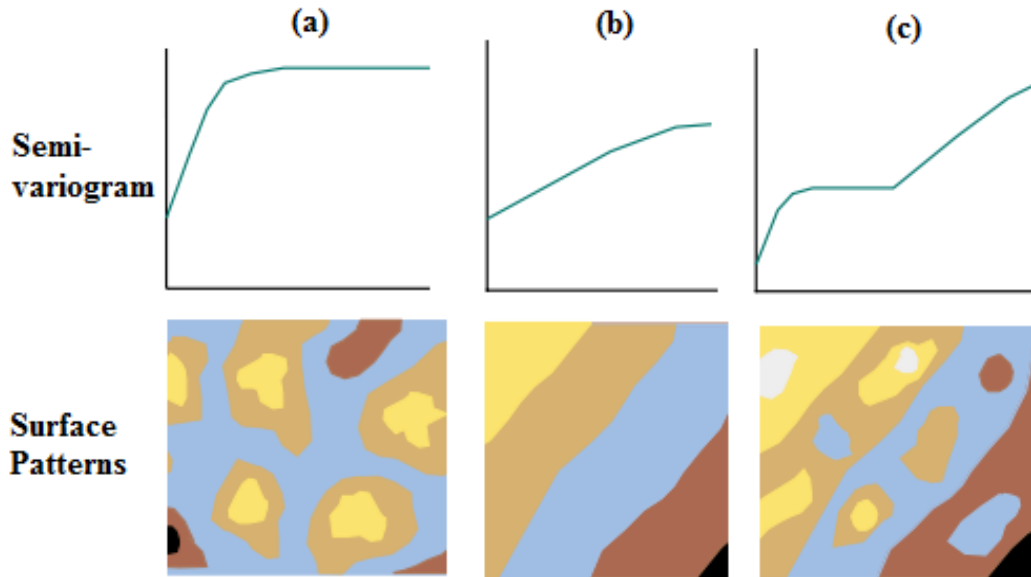 (a)
(b)
(c)
Semi-
variogram
Surface
Patterns